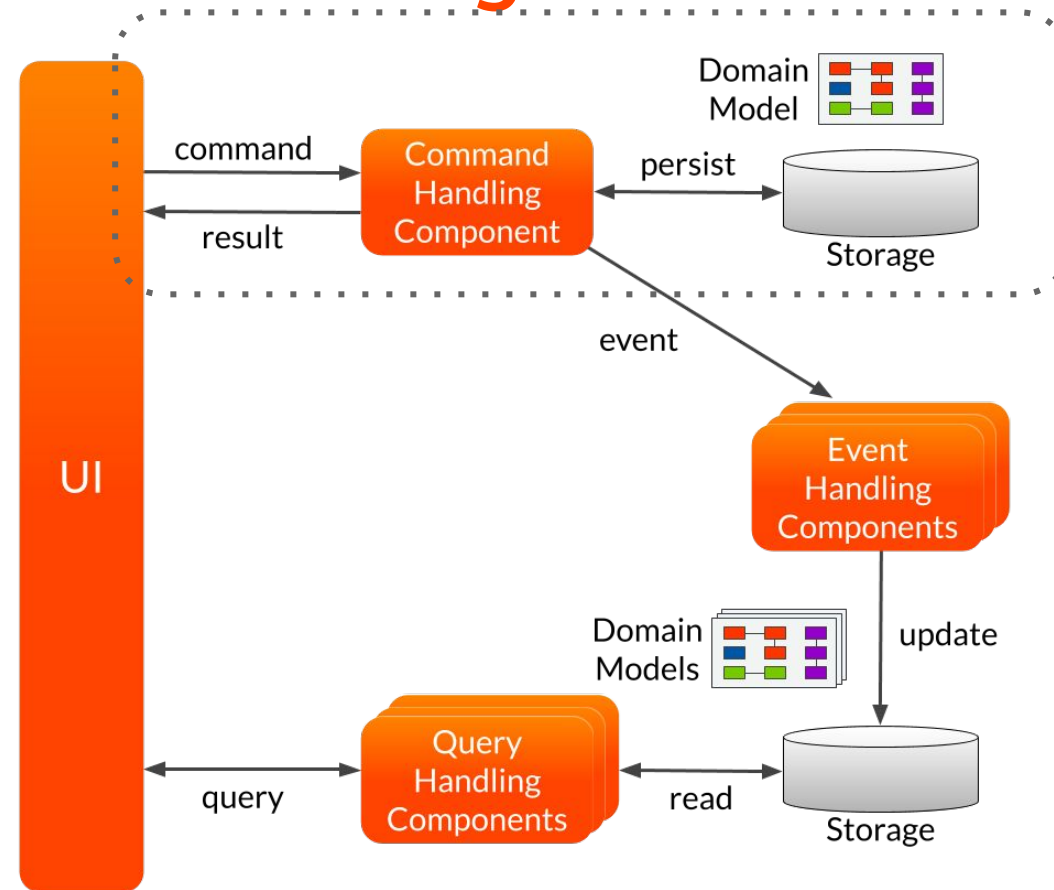 Domain
Model
command
Command
Handling
Component
persist
result
Storage
event
UI
Event
Handling
Components
Domain
Models
update
Query
Handling
Components
query
read
Storage